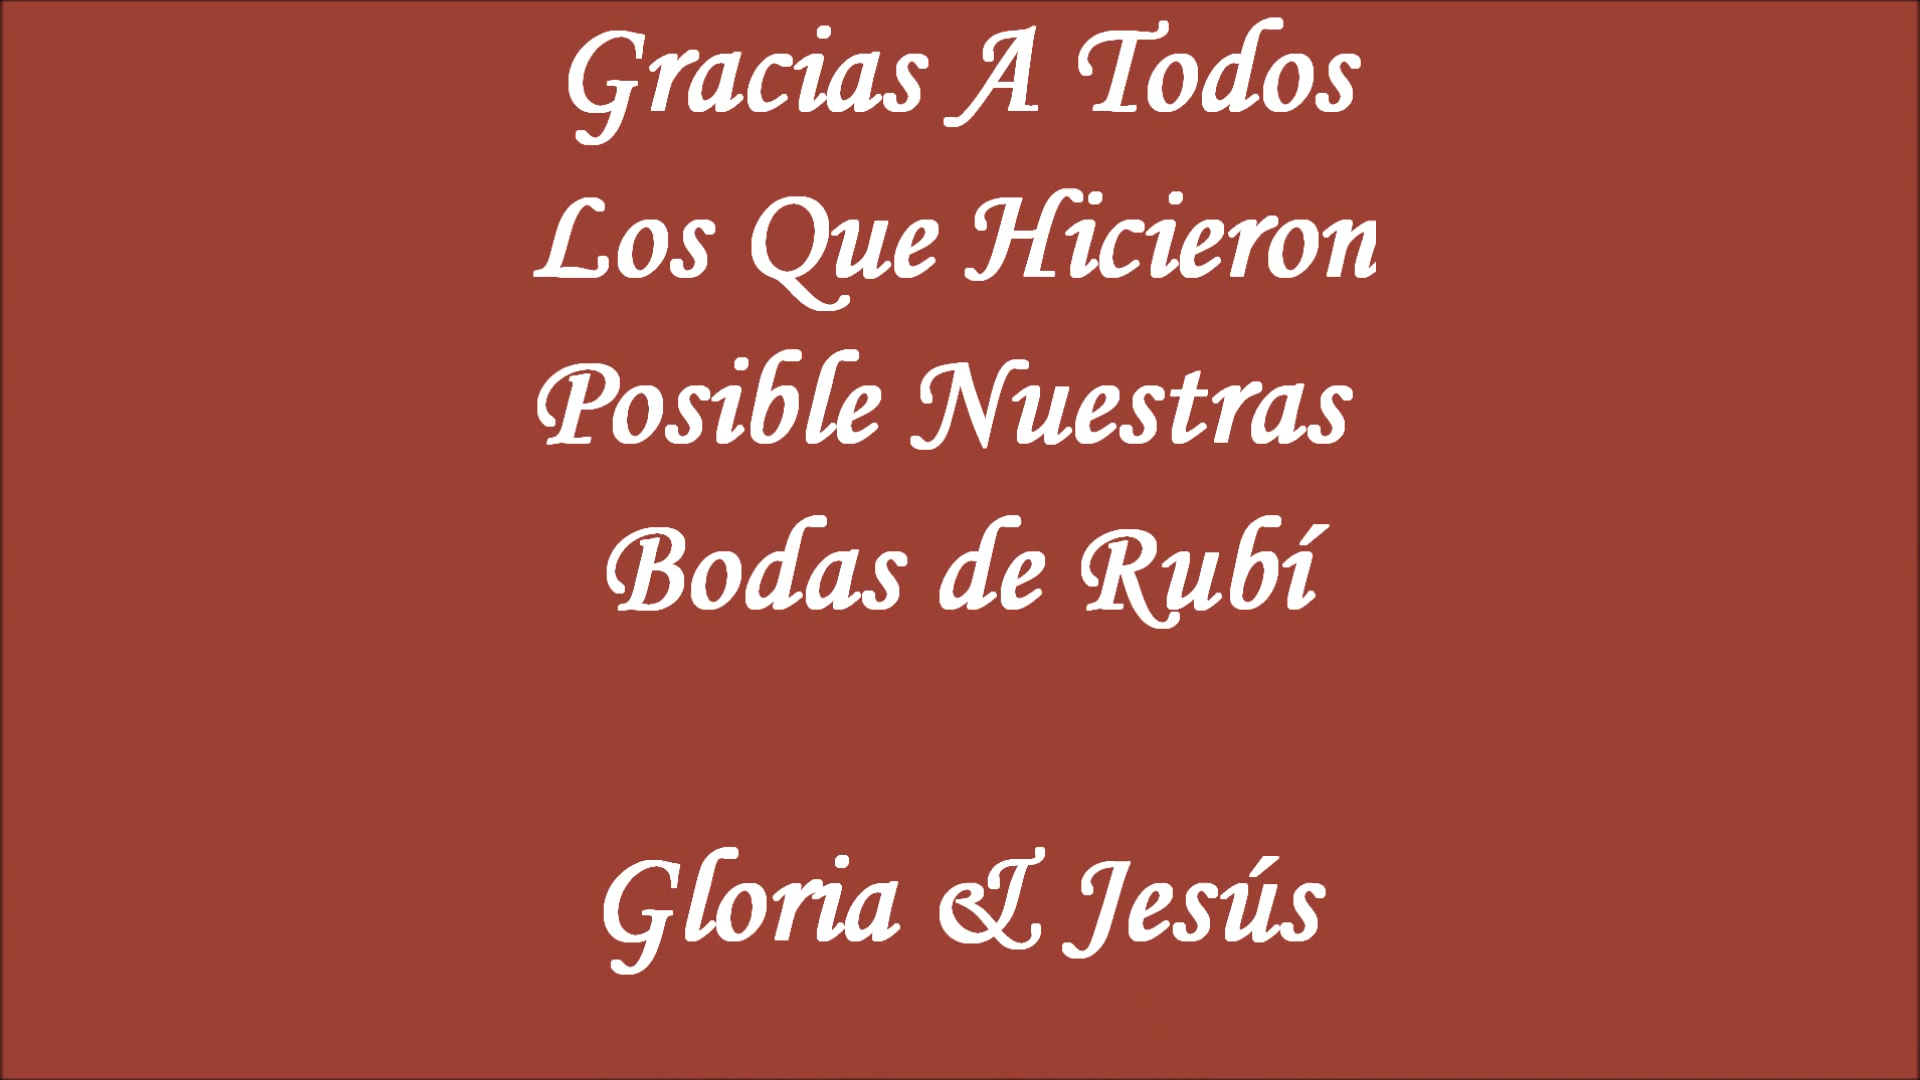 Gracias A Todos
Los Que Hicieron
Posible Nuestras
Bodas de Rubí
Gloria & Jesús